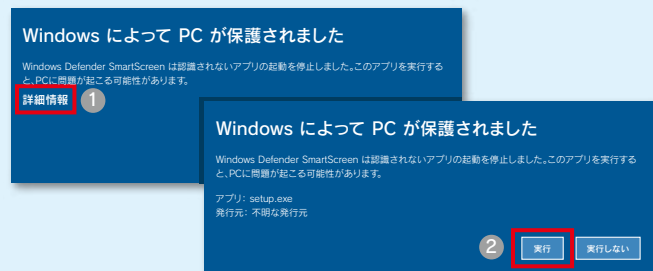 Windows によって PC が保護されました
Windows Defender SmartScreen は認識されないアプリの起動を停止しました。このアプリを実行する
と、PCに問題が起こる可能性があります。
詳細情報 1
Windows によって PC が保護されました
Windows Defender SmartScreen は認識されないアプリの起動を停止しました。このアプリを実行する
と、PCに問題が起こる可能性があります。
アプリ: setup.exe
発行元: 不明な発行元
2 実行 実行しない